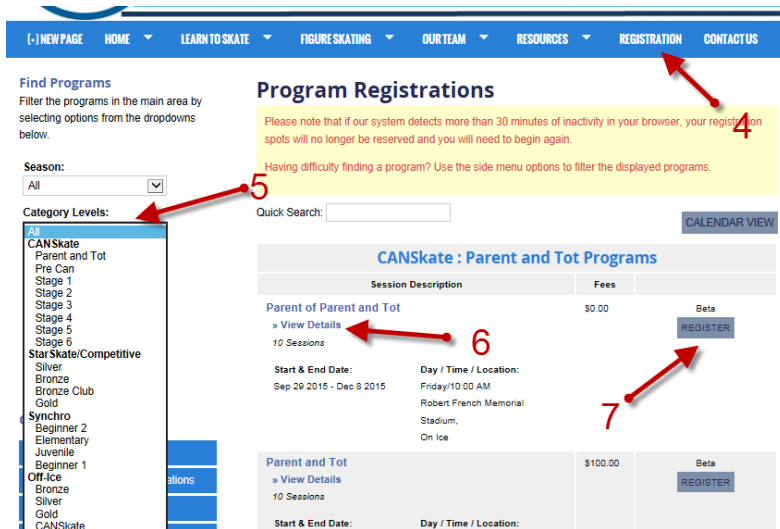 [+] NEW PAGE HOME LEARN TO SKATE FIGURE SKATING OUR TEAM RESOURCES REGISTRATION CONTACT US
4
Find Programs
Filter the programs in the main area by
selecting options from the dropdowns
below.
Season:
All
5
Category Levels:
All
CANSkate
Parent and Tot
Pre Can
Stage 1
Stage 2
Stage 3
Stage 4
Stage 5
Stage 6
StarSkate/Competitive
Silver
Bronze
Bronze Club
Gold
Synchro
Beginner 2
Elementary
Juvenile
Beginner 1
Off-Ice
Bronze
Silver
Gold
CANSkate
ations
Program Registrations
Please note that if our system detects more than 30 minutes of inactivity in your browser, your registration
spots will no longer be reserved and you will need to begin again.
Having difficulty finding a program? Use the side menu options to filter the displayed programs.
Quick Search:
CALENDAR VIEW
CANSkate : Parent and Tot Programs
Session Description Fees
Parent of Parent and Tot $0.00 Beta
» View Details REGISTER
6
10 Sessions
Start & End Date: Day / Time / Location:
Sep 29 2015 - Dec 8 2015 Friday/10:00 AM
7
Robert French Memorial
Stadium,
On Ice
Parent and Tot $100.00 Beta
» View Details REGISTER
10 Sessions
Start & End Date: Day / Time / Location: